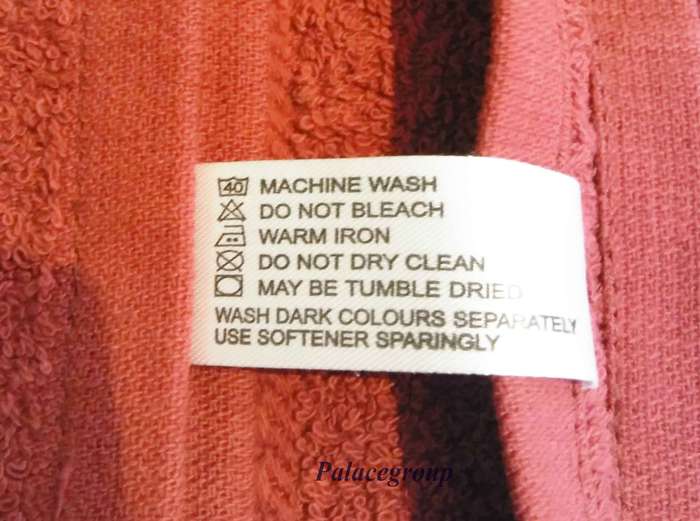 40 MACHINE WASH
DO NOT BLEACH
WARM IRON
DO NOT DRY CLEAN
MAY BE TUMBLE DRIED
WASH DARK COLOURS SEPARATELY
USE SOFTENER SPARINGLY
Palacegroup